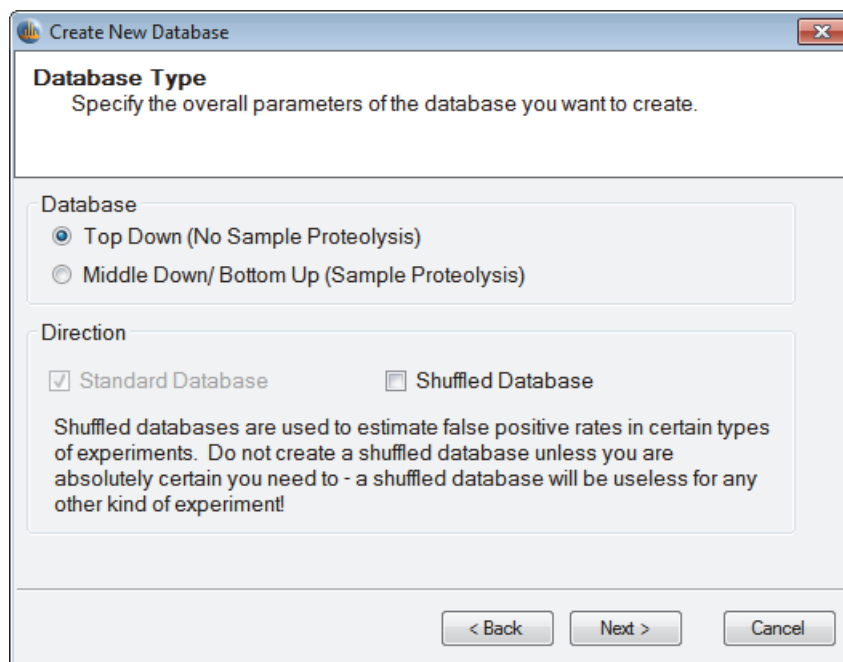 Create New Database
Database Type
Specify the overall parameters of the database you want to create.
Database
Top Down (No Sample Proteolysis)
Middle Down/ Bottom Up (Sample Proteolysis)
Direction
Standard Database
Shuffled Database
Shuffled databases are used to estimate false positive rates in certain types
of experiments.  Do not create a shuffled database unless you are
absolutely certain you need to - a shuffled database will be useless for any
other kind of experiment!
< Back
Next >
Cancel